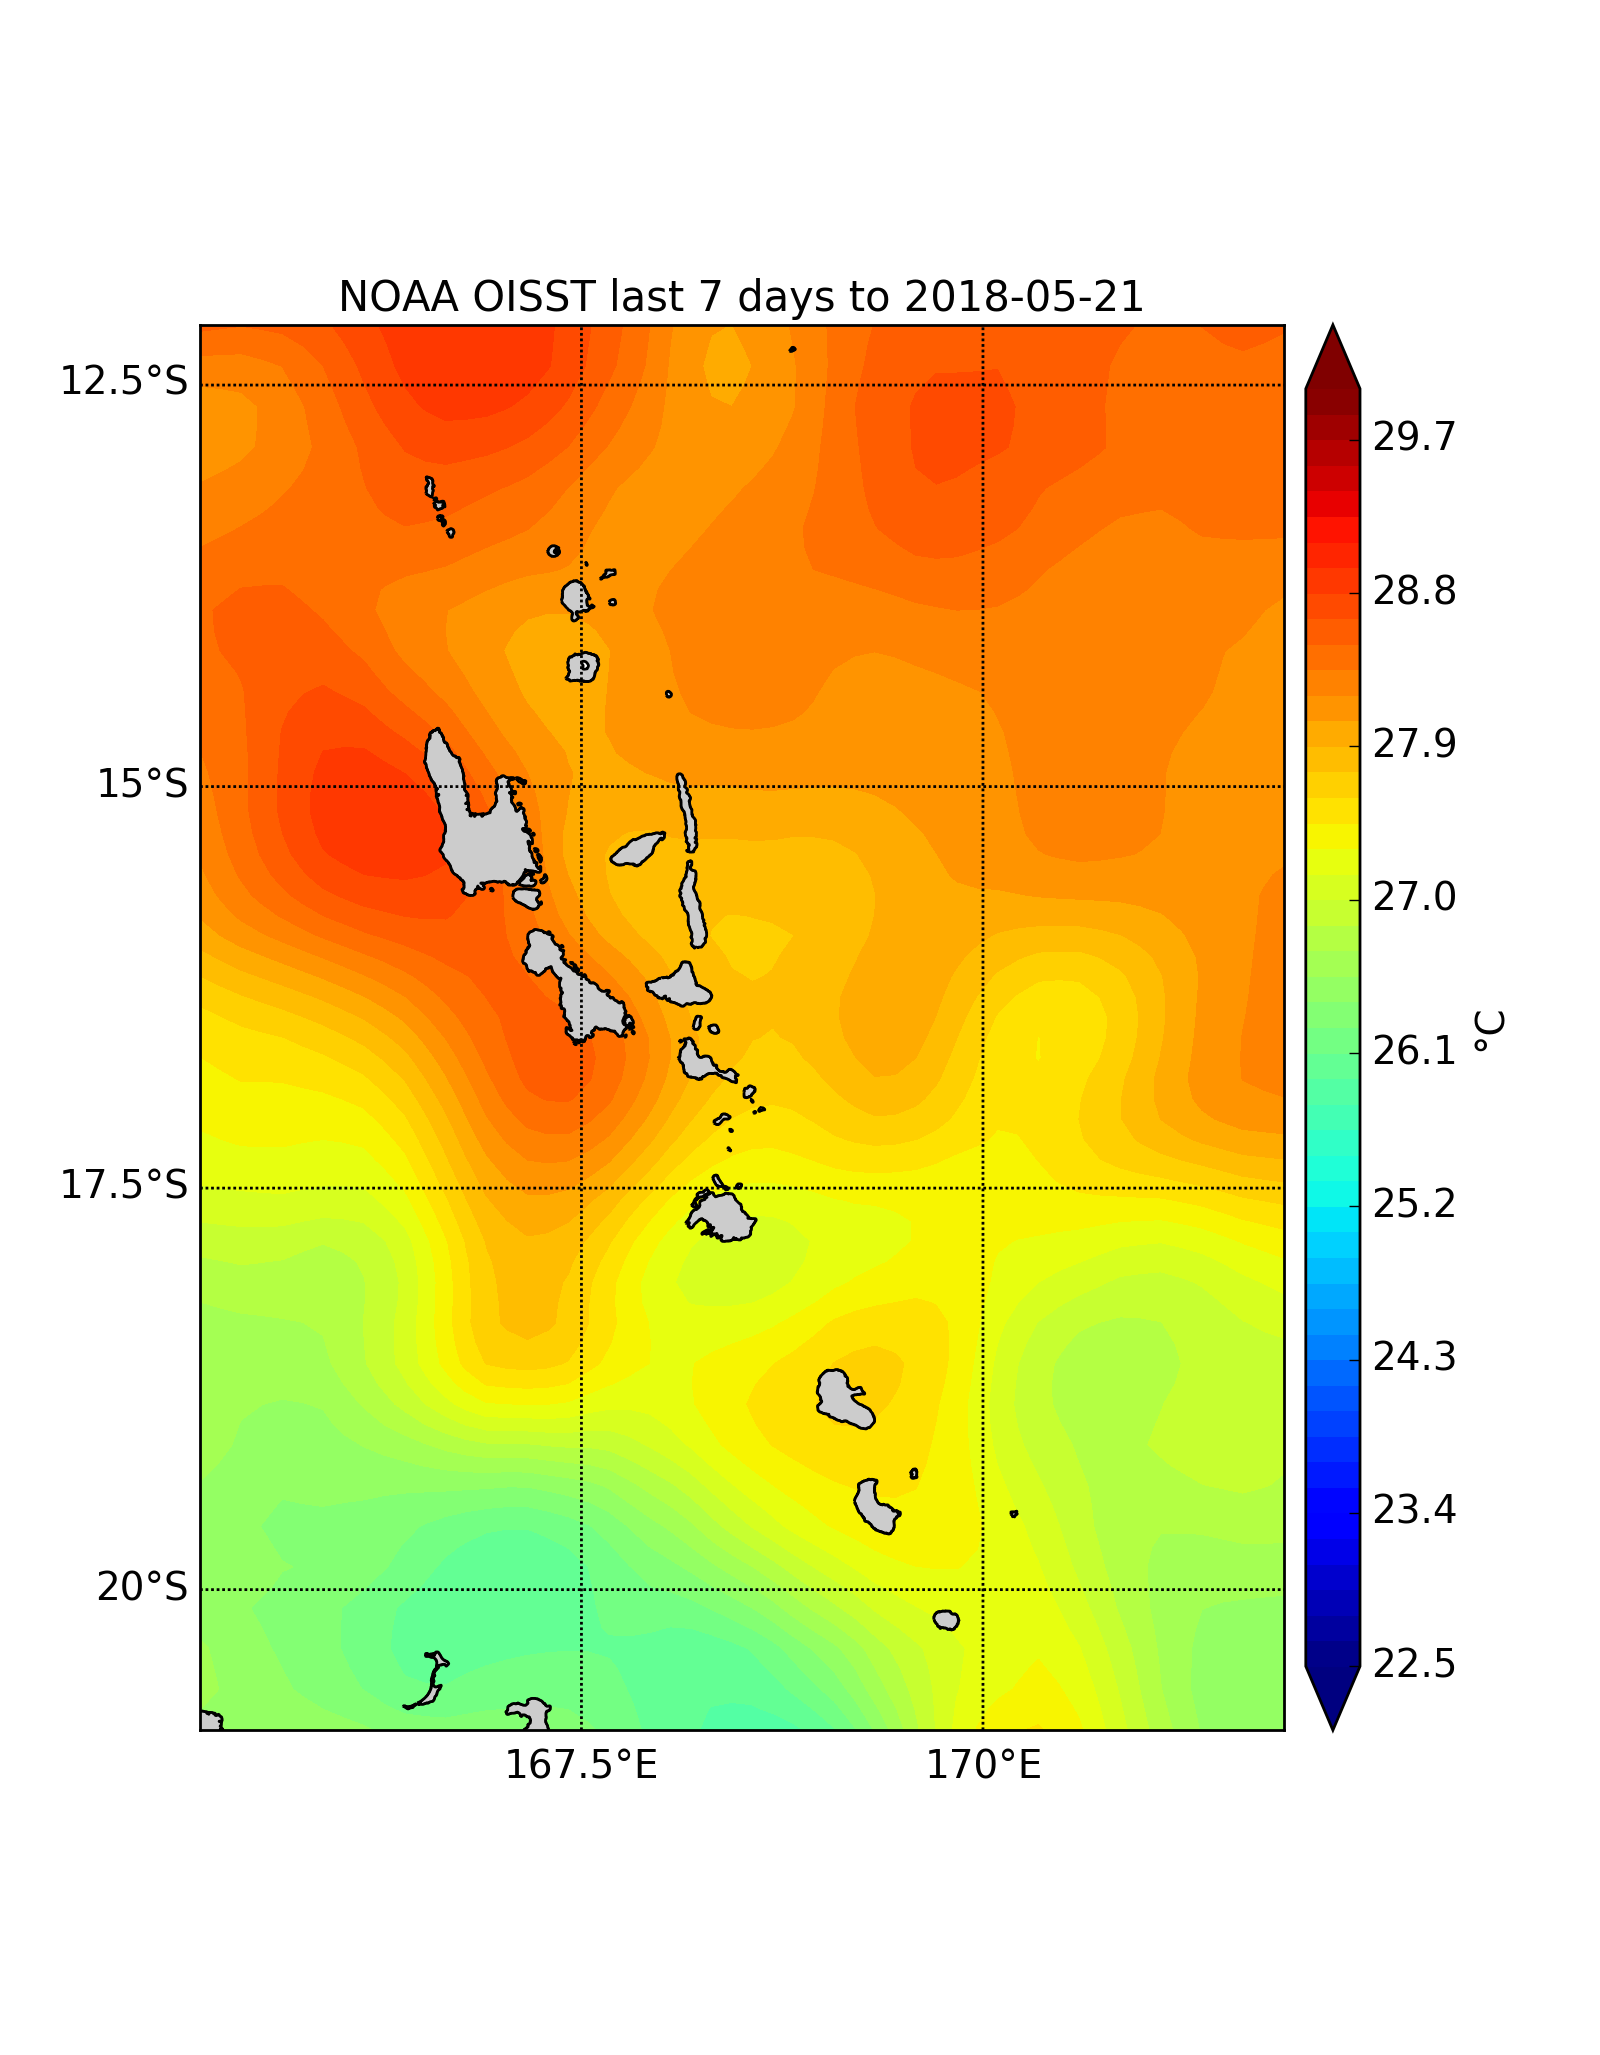 NOAA OISST last 7 days to 2018-05-21
12.5°S
15°S
17.5°S
20°S
167.5°E
170°E
29.7
28.8
27.9
27.0
26.1
25.2
24.3
23.4
22.5
°C